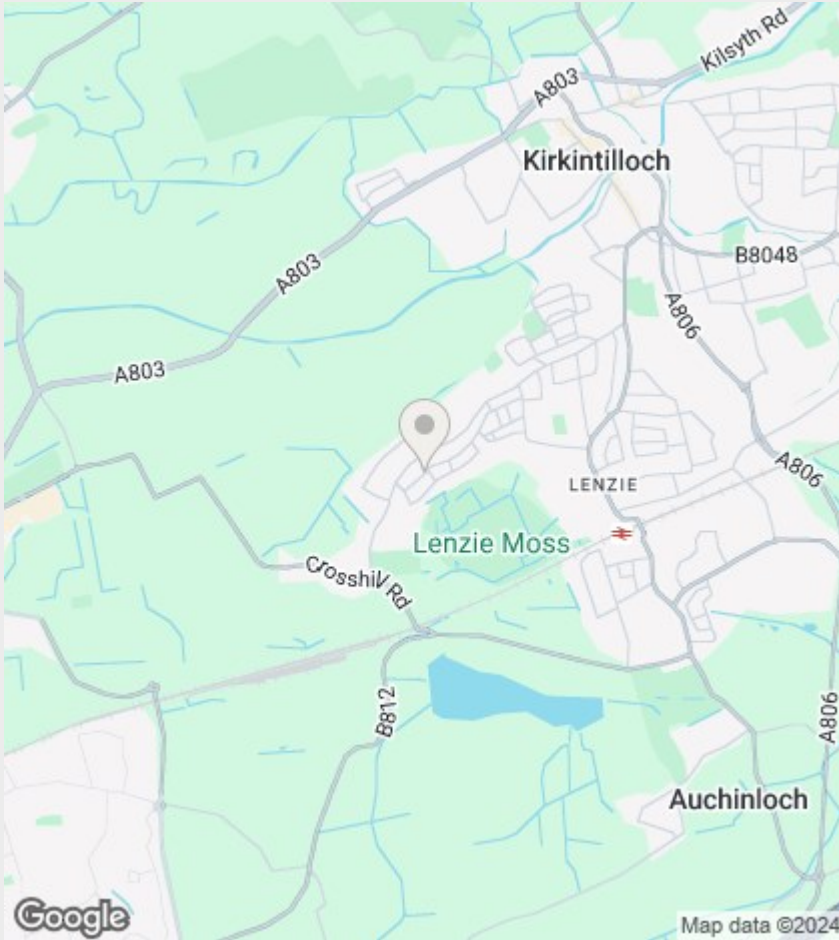 Kilsyth Rd
A803
Kirkintilloch
B8048
A803
A806
A803
A806
LENZIE
Lenzie Moss
Crosshill Rd
B812
A806
Auchinloch
Google
Map data ©2024